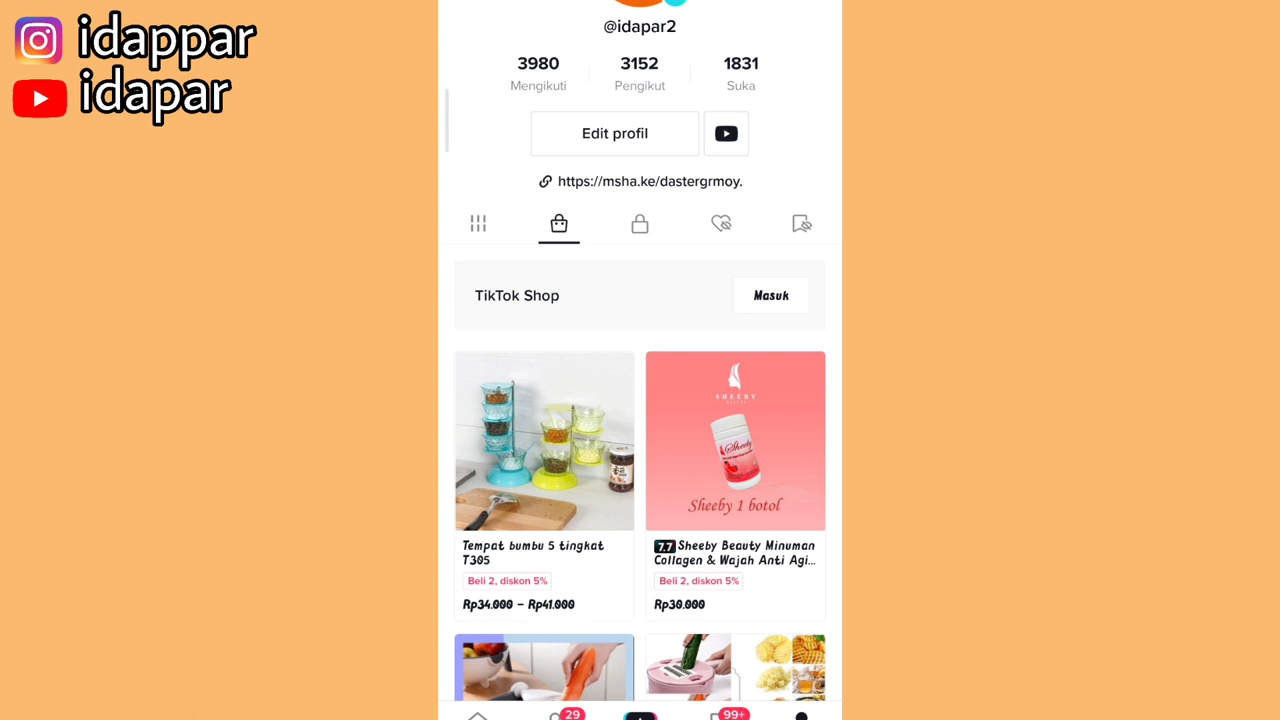 idappar
idapar
@idapar2
3980
3152
1831
Mengikuti
Pengikut
Suka
Edit profil
https://msha.ke/dastergrmoy.
TikTok Shop
Masuk
SHEEBY
Sheeby
Sheeby 1 botol
Tempat bumbu 5 tingkat
T305
Beli 2, diskon 5%
Rp34.000 – Rp41.000
7.7 Sheeby Beauty Minuman
Collagen & Wajah Anti Agi...
Beli 2, diskon 5%
Rp30.000
29
99+